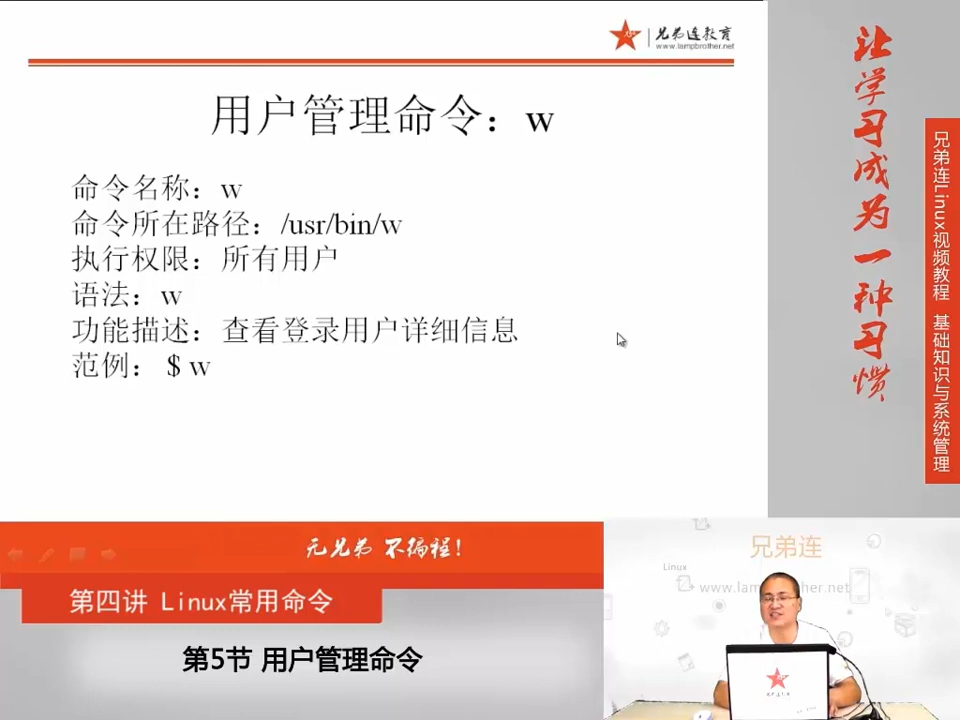 兄弟连教育
www.lampbrother.net
用户管理命令：w
命令名称：w
命令所在路径：/usr/bin/w
执行权限：所有用户
语法：w
功能描述：查看登录用户详细信息
范例： $ w
让学习成为一种习惯
兄弟连Linux视频教程 基础知识与系统管理
无兄弟 不编程！
第四讲 Linux常用命令
第5节 用户管理命令
兄弟连
Linux